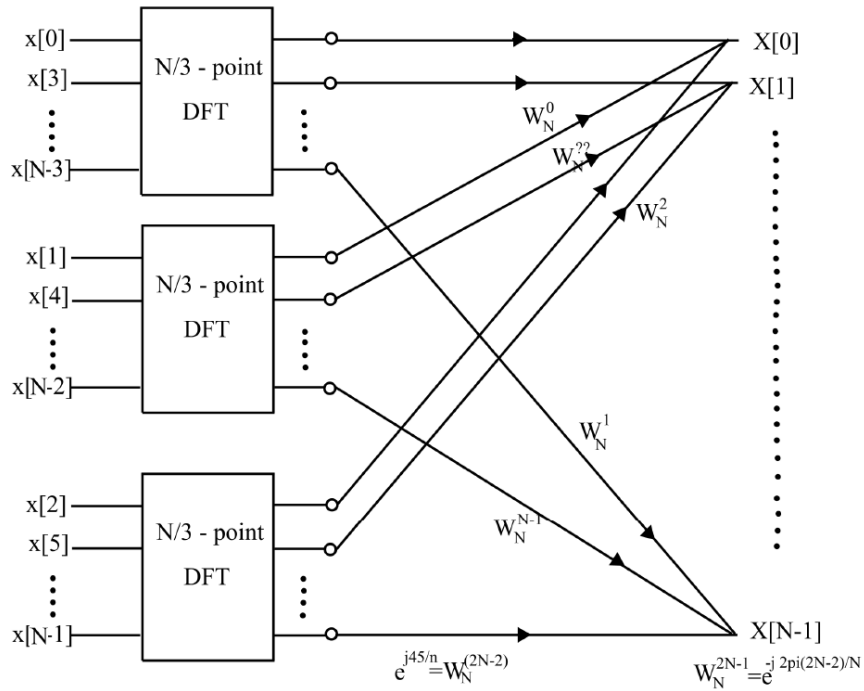 x[0]
x[3]
x[N-3]
N/3 - point
DFT
X[0]
X[1]
W_N^0
W_N^??
W_N^2
x[1]
x[4]
x[N-2]
N/3 - point
DFT
W_N^1
W_N^{N-1}
x[2]
x[5]
x[N-1]
N/3 - point
DFT
X[N-1]
e^{j45/n}=W_N^{(2N-2)}
W_N^{2N-1}=e^{-j 2pi(2N-2)/N}